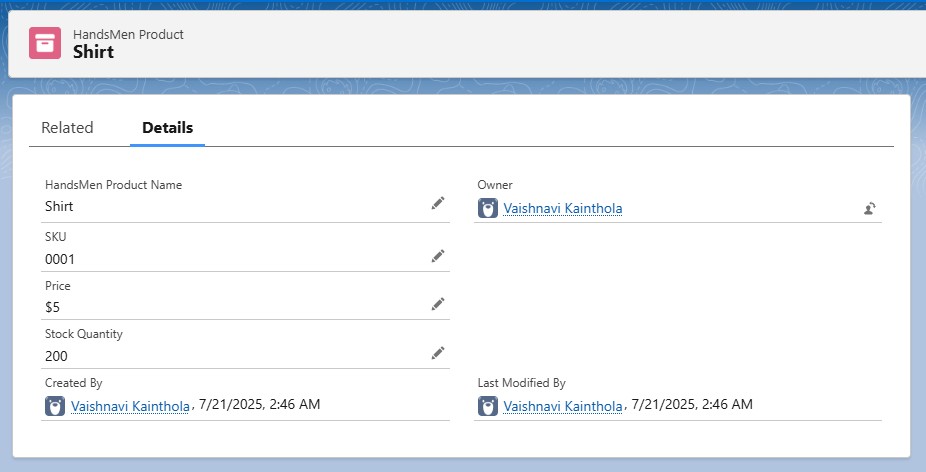 HandsMen Product
Shirt
Related Details
HandsMen Product Name
Shirt
Owner
Vaishnavi Kainthola
SKU
0001
Price
$5
Stock Quantity
200
Created By
Vaishnavi Kainthola, 7/21/2025, 2:46 AM
Last Modified By
Vaishnavi Kainthola, 7/21/2025, 2:46 AM